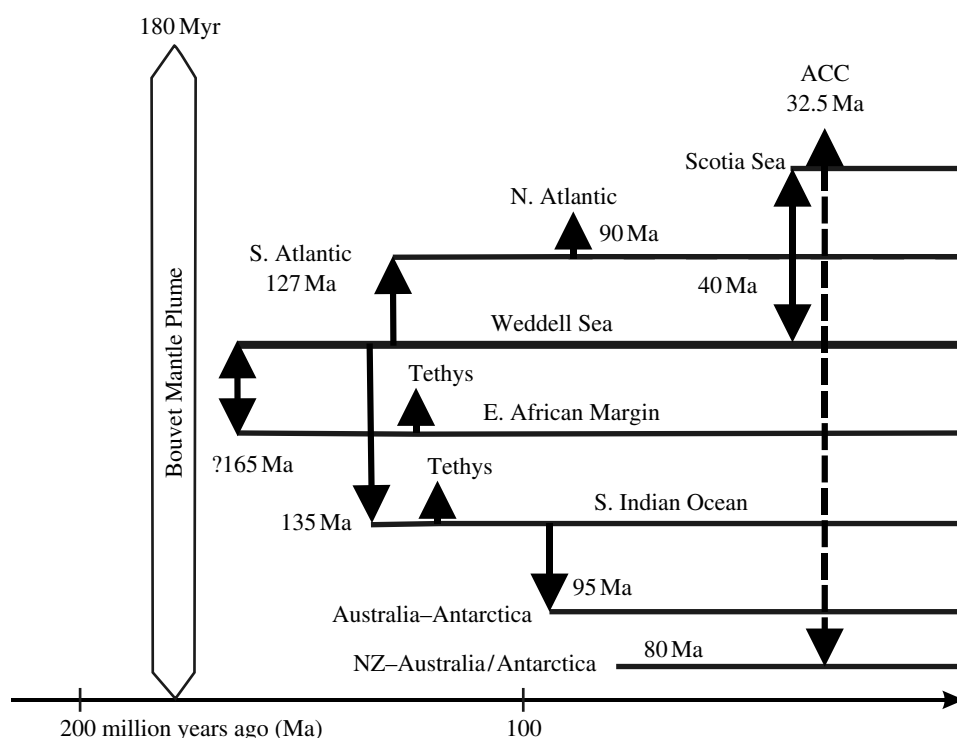 180 Myr
ACC
32.5 Ma
Scotia Sea
N. Atlantic
90 Ma
S. Atlantic
127 Ma
40 Ma
Weddell Sea
Bouvet Mantle Plume
Tethys
E. African Margin
?165 Ma
Tethys
S. Indian Ocean
135 Ma
95 Ma
Australia–Antarctica
80 Ma
NZ–Australia/Antarctica
200 million years ago (Ma)
100